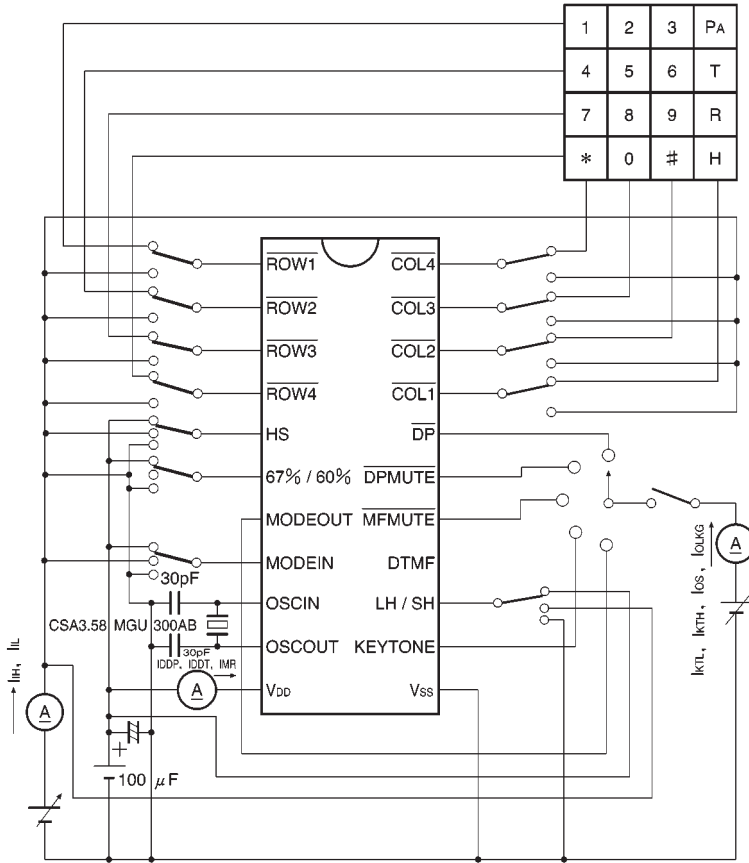 1 2 3 PA
4 5 6 T
7 8 9 R
* 0 # H
ROW1 COL4
ROW2 COL3
ROW3 COL2
ROW4 COL1
HS DP
67% / 60% DPMUTE
MODEOUT MFMUTE
MODEIN DTMF
30pF
OSCIN LH / SH
CSA3.58 MGU 300AB
OSCOUT KEYTONE
30pF
IDDP, IDDT, IMR
A
VDD VSS
A
IIH, IIL
A
IKTL, IKTH, IOS, IOLKG
+
100 μF